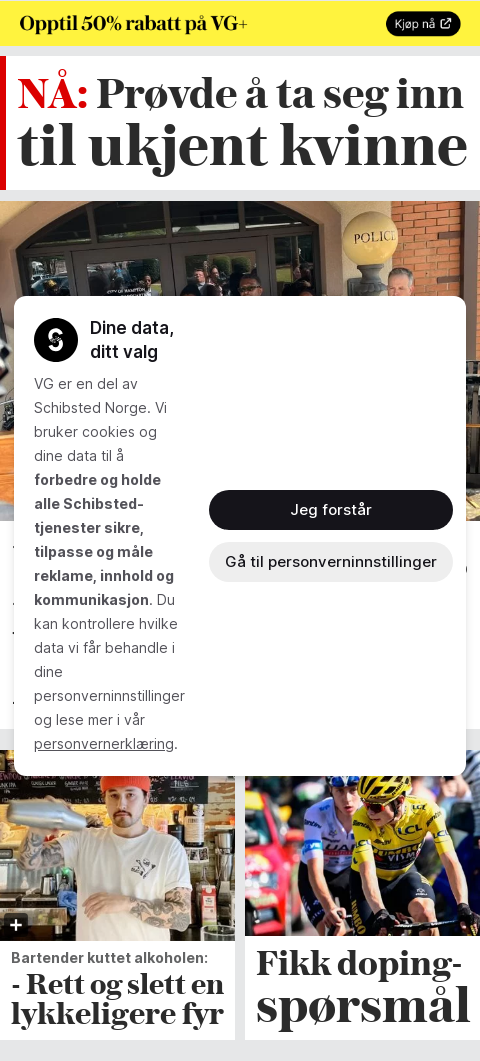 Opptil 50% rabatt på VG+
Kjøp nå
NÅ: Prøvde å ta seg inn
til ukjent kvinne
POLICE
Dine data,
ditt valg
VG er en del av
Schibsted Norge. Vi
bruker cookies og
dine data til å
forbedre og holde
alle Schibsted-
tjenester sikre,
tilpasse og måle
reklame, innhold og
kommunikasjon. Du
kan kontrollere hvilke
data vi får behandle i
dine
personverninnstillinger
og lese mer i vår
personvernerklæring.
Jeg forstår
Gå til personverninnstillinger
LCL
UAE
JUMBO
VISMA
Bartender kuttet alkoholen:
- Rett og slett en
lykkeligere fyr
Fikk doping-
spørsmål